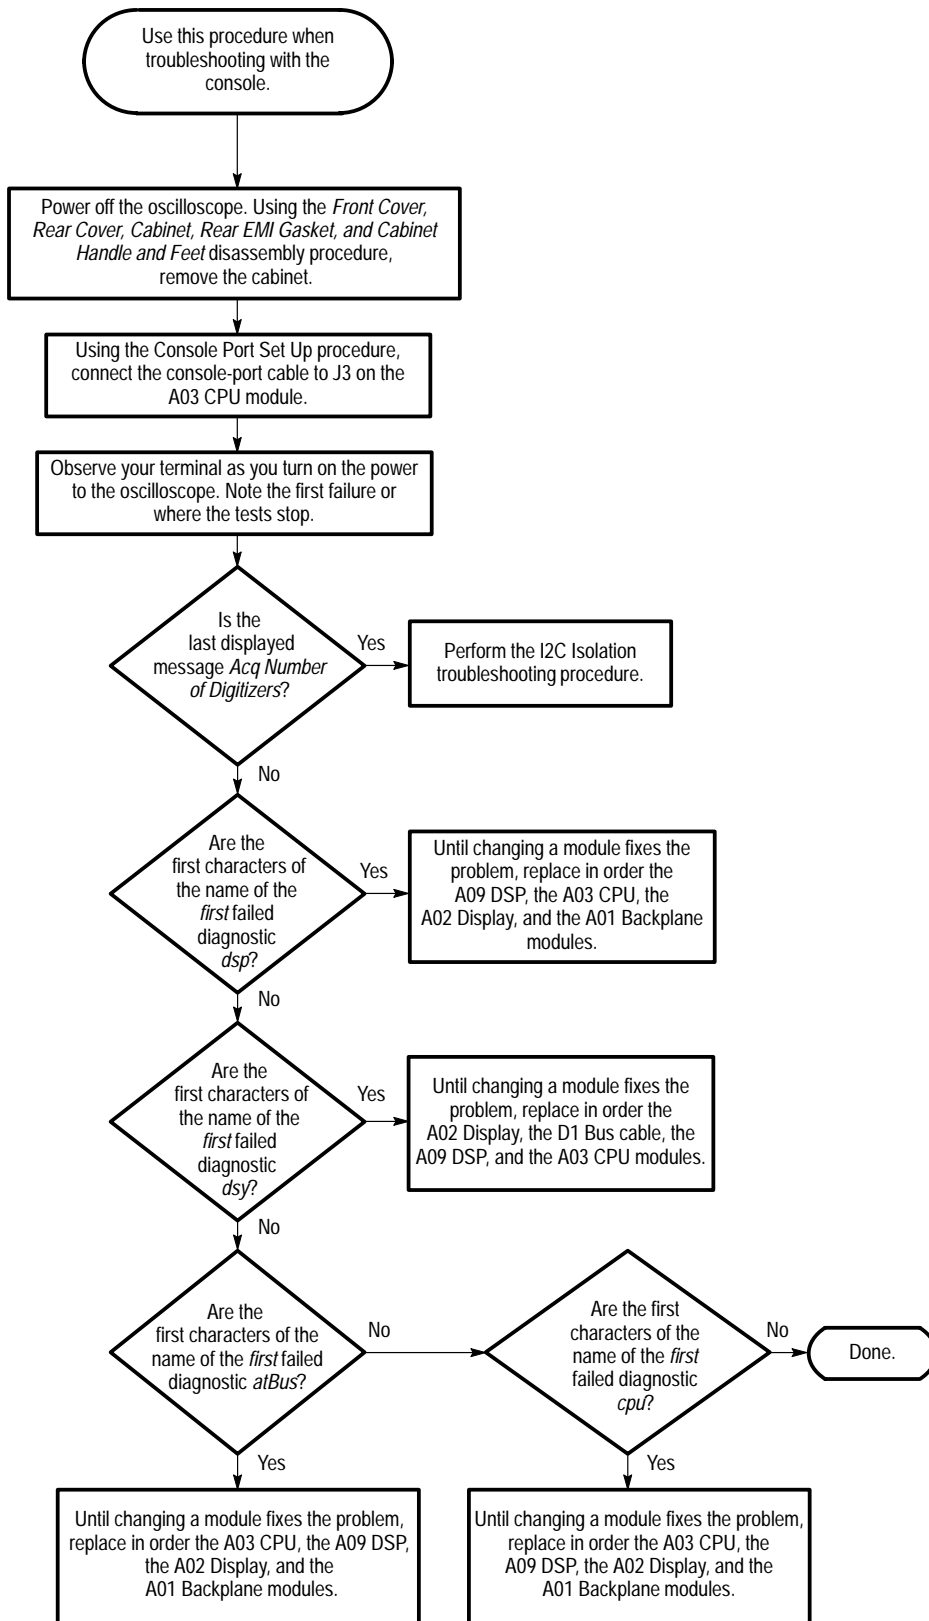 Use this procedure when
troubleshooting with the
console.
Power off the oscilloscope. Using the Front Cover,
Rear Cover, Cabinet, Rear EMI Gasket, and Cabinet
Handle and Feet disassembly procedure,
remove the cabinet.
Using the Console Port Set Up procedure,
connect the console-port cable to J3 on the
A03 CPU module.
Observe your terminal as you turn on the power
to the oscilloscope. Note the first failure or
where the tests stop.
Is the
last displayed
message Acq Number
of Digitizers?
Yes
Perform the I2C Isolation
troubleshooting procedure.
No
Are the
first characters of
the name of the
first failed
diagnostic
dsp?
Yes
Until changing a module fixes the
problem, replace in order the
A09 DSP, the A03 CPU, the
A02 Display, and the A01 Backplane
modules.
No
Are the
first characters of
the name of the
first failed
diagnostic
dsy?
Yes
Until changing a module fixes the
problem, replace in order the
A02 Display, the D1 Bus cable, the
A09 DSP, and the A03 CPU modules.
No
Are the
first characters of the
name of the first failed
diagnostic atBus?
No
Are the first
characters of the
name of the first
failed diagnostic
cpu?
No
Done.
Yes
Until changing a module fixes the problem,
replace in order the A03 CPU, the A09 DSP,
the A02 Display, and the
A01 Backplane modules.
Yes
Until changing a module fixes the problem,
replace in order the A03 CPU, the
A09 DSP, the A02 Display, and the
A01 Backplane modules.